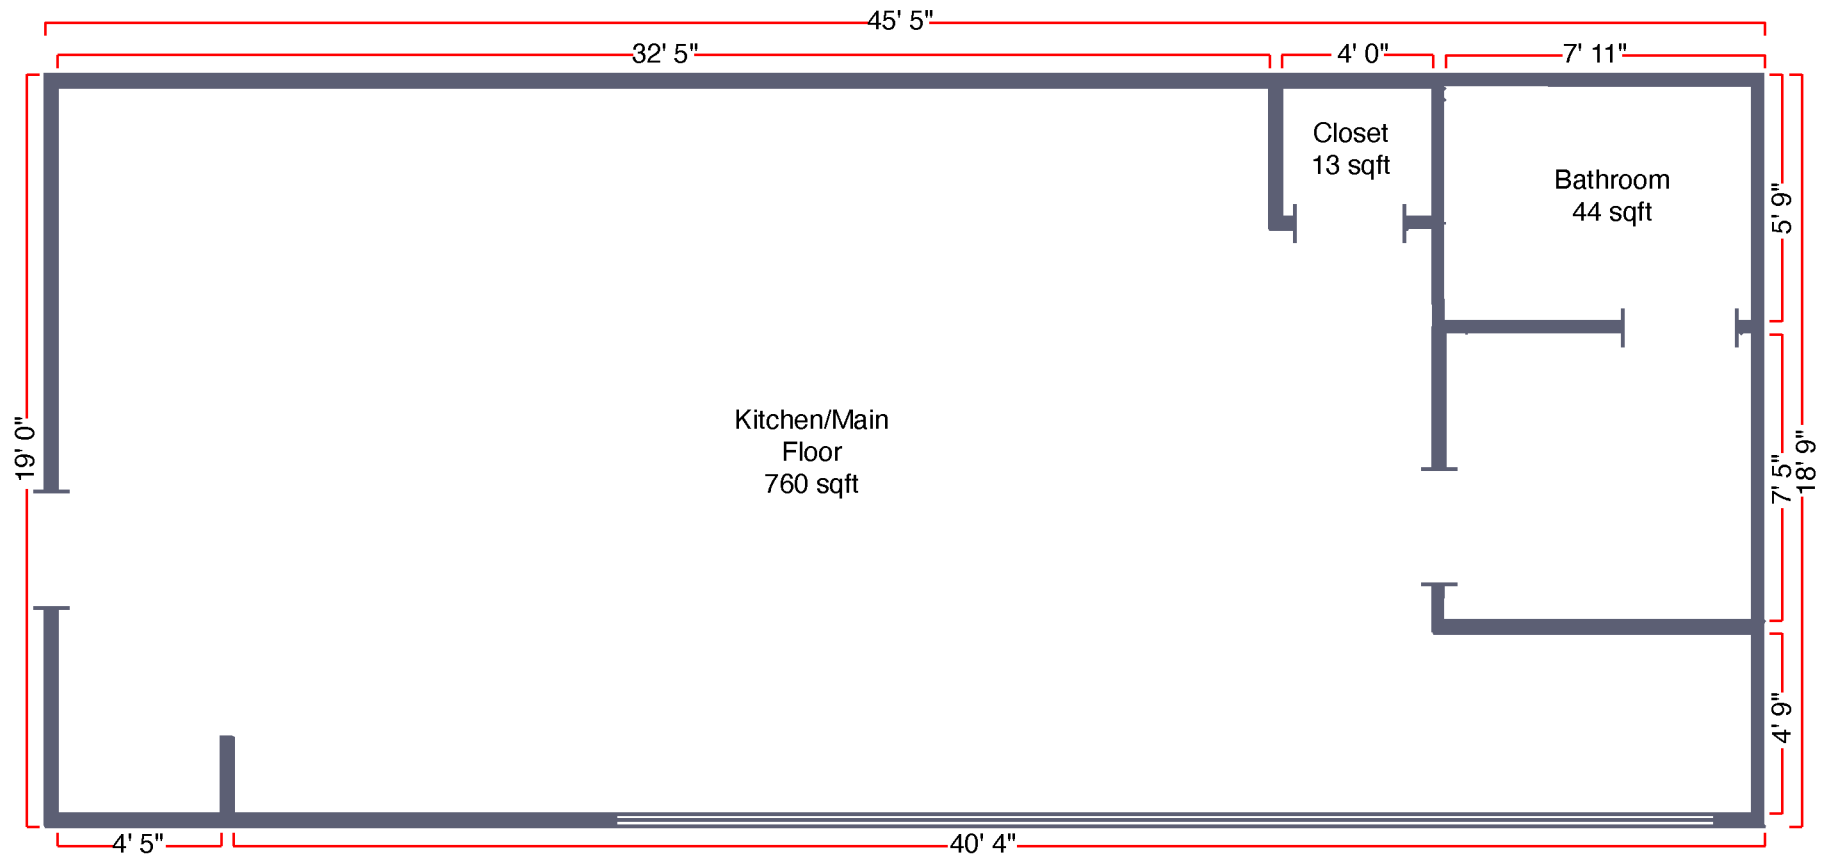 45' 5"
32' 5"
4' 0"
7' 11"
Closet
13 sqft
Bathroom
44 sqft
5' 9"
Kitchen/Main
Floor
760 sqft
19' 0"
7' 5"
18' 9"
4' 9"
4' 5"
40' 4"